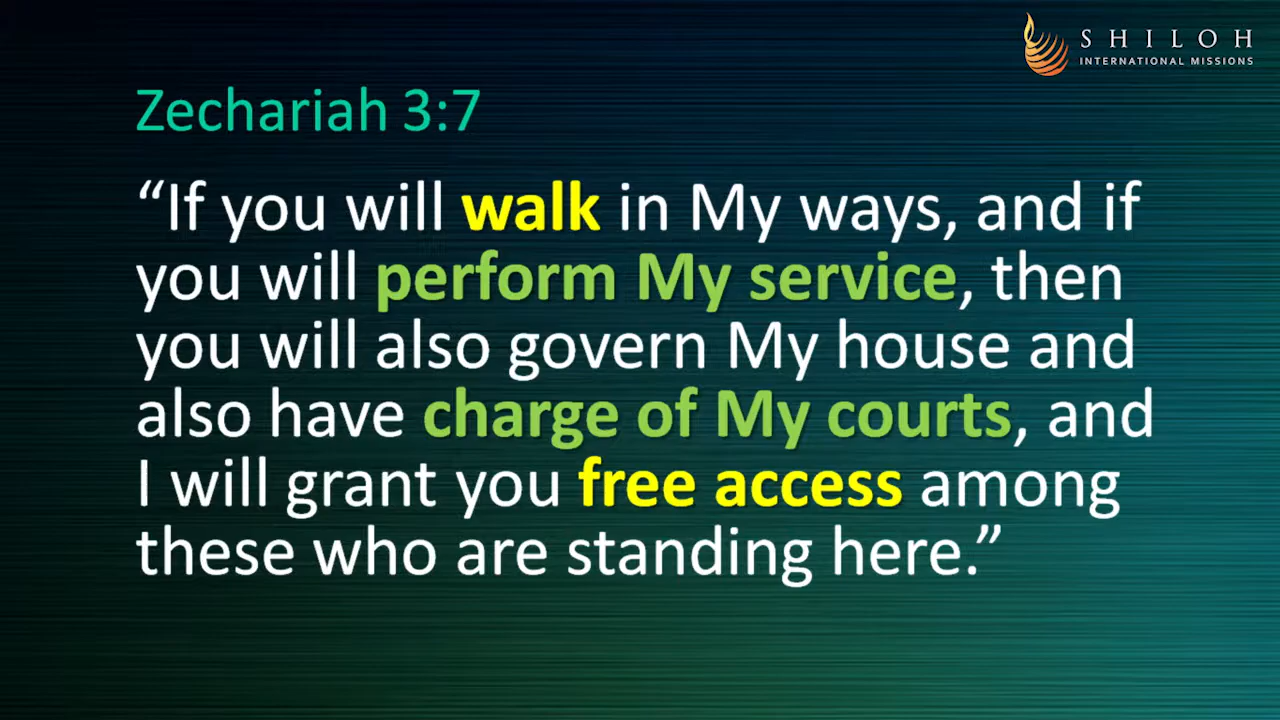 SHILOH
INTERNATIONAL MISSIONS
Zechariah 3:7
“If you will walk in My ways, and if
you will perform My service, then
you will also govern My house and
also have charge of My courts, and
I will grant you free access among
these who are standing here.”